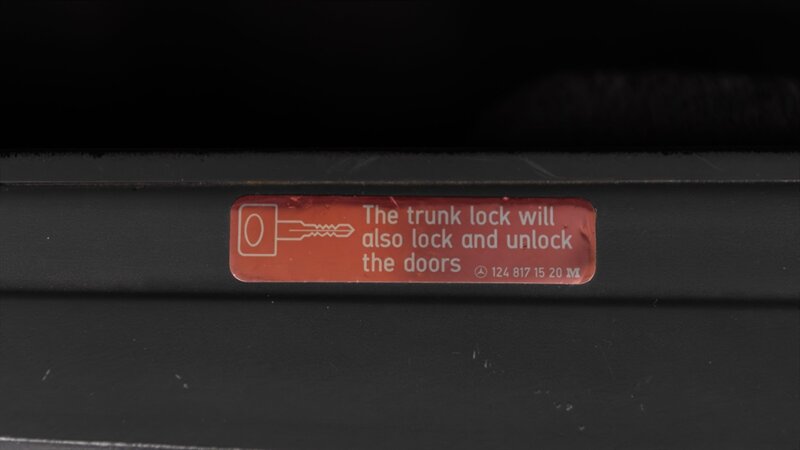 The trunk lock will
also lock and unlock
the doors
124 817 15 20 M